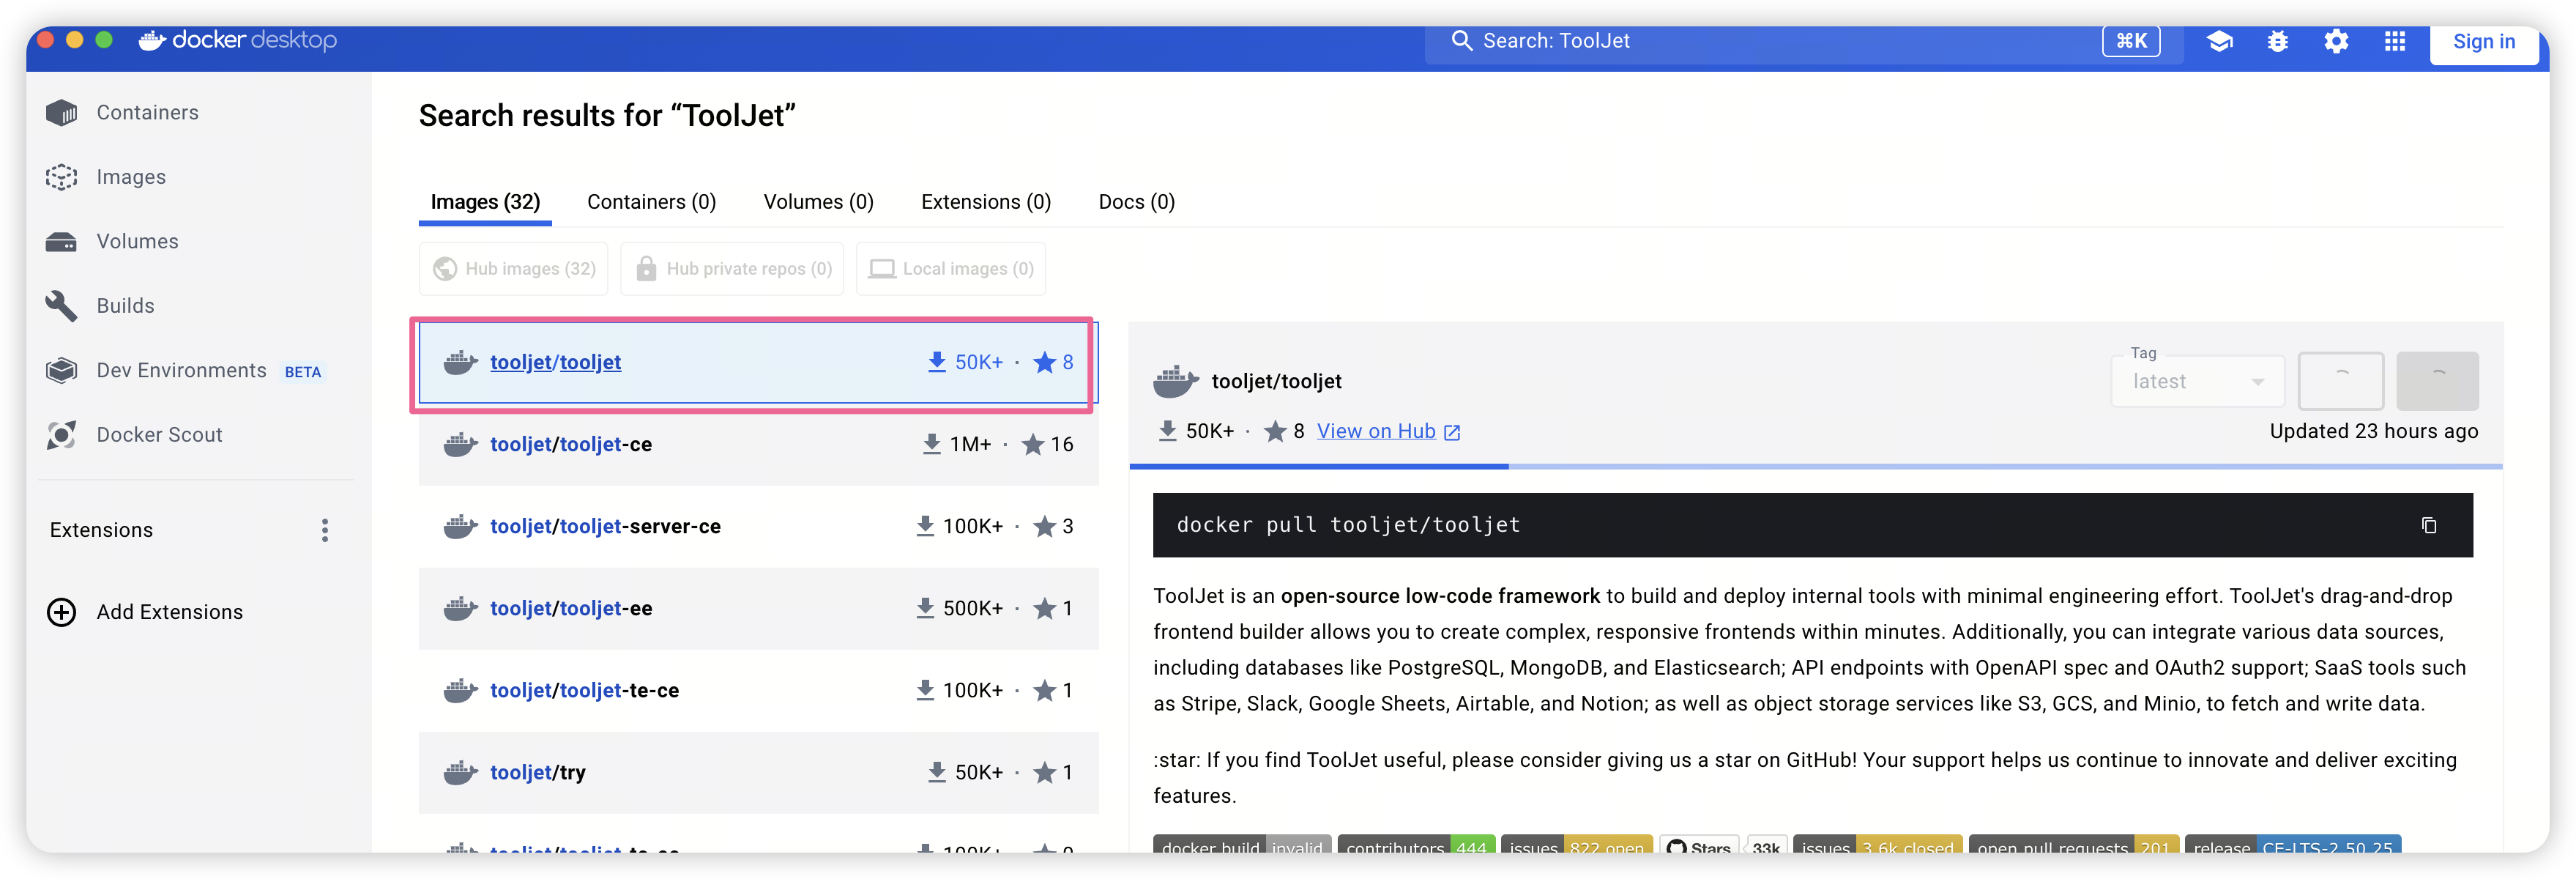 docker desktop
Search: ToolJet
⌘K
Sign in
Containers
Images
Volumes
Builds
Dev Environments BETA
Docker Scout
Extensions
Add Extensions
Search results for “ToolJet”
Images (32) Containers (0) Volumes (0) Extensions (0) Docs (0)
Hub images (32) Hub private repos (0) Local images (0)
tooljet/tooljet 50K+ · 8
tooljet/tooljet-ce 1M+ · 16
tooljet/tooljet-server-ce 100K+ · 3
tooljet/tooljet-ee 500K+ · 1
tooljet/tooljet-te-ce 100K+ · 1
tooljet/try 50K+ · 1
tooljet/tooljet
Tag
latest
50K+ · 8 View on Hub
Updated 23 hours ago
docker pull tooljet/tooljet
ToolJet is an open-source low-code framework to build and deploy internal tools with minimal engineering effort. ToolJet's drag-and-drop
frontend builder allows you to create complex, responsive frontends within minutes. Additionally, you can integrate various data sources,
including databases like PostgreSQL, MongoDB, and Elasticsearch; API endpoints with OpenAPI spec and OAuth2 support; SaaS tools such
as Stripe, Slack, Google Sheets, Airtable, and Notion; as well as object storage services like S3, GCS, and Minio, to fetch and write data.
:star: If you find ToolJet useful, please consider giving us a star on GitHub! Your support helps us continue to innovate and deliver exciting
features.
docker build invalid contributors 444 issues 822 open Stars 33k issues 3.6k closed open pull requests 201 release CE-LTS-2.50.25